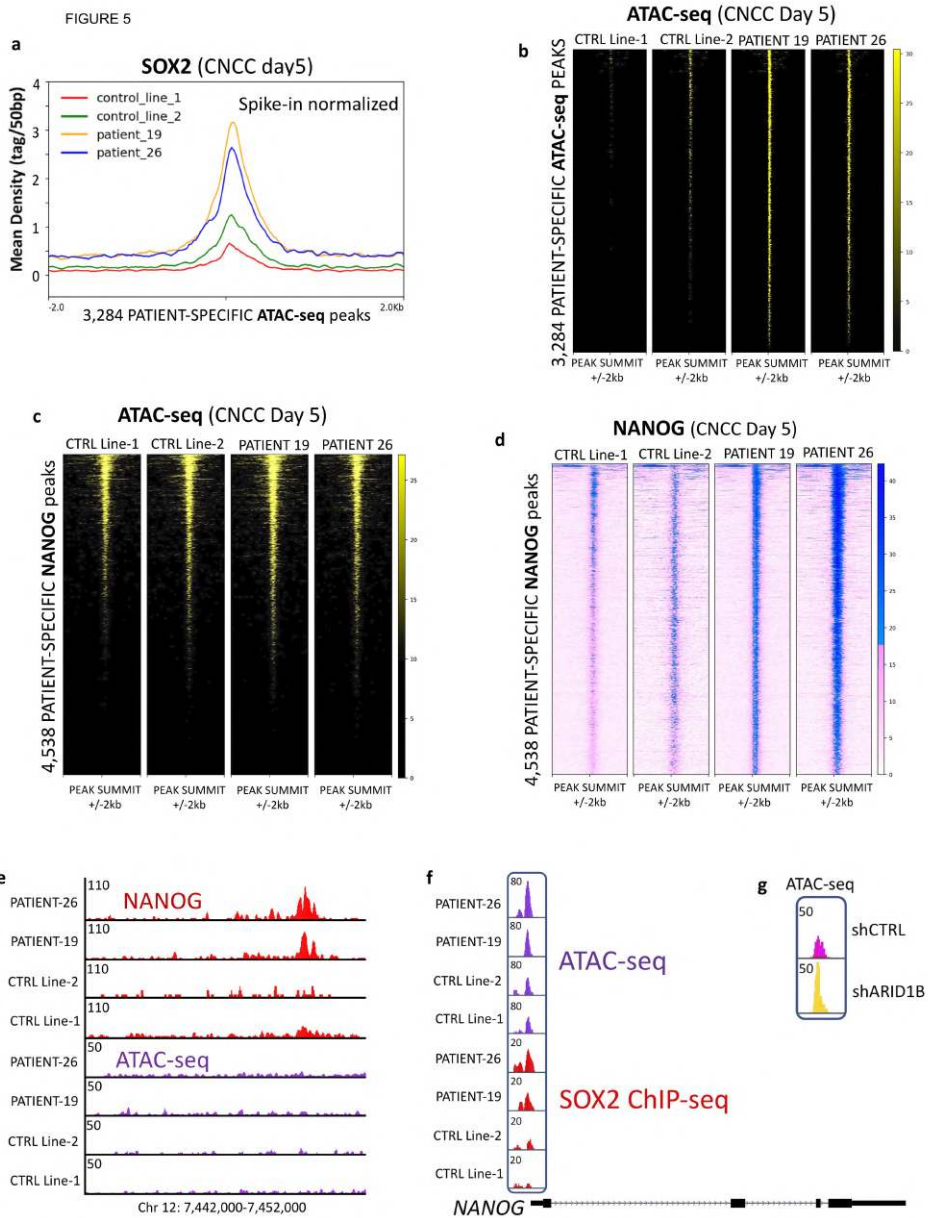 FIGURE 5
a
SOX2 (CNCC day5)
Mean Density (tag/50bp)
4
3
2
1
0
control_line_1
control_line_2
patient_19
patient_26
Spike-in normalized
-2.0
2.0Kb
3,284 PATIENT-SPECIFIC ATAC-seq peaks
b
ATAC-seq (CNCC Day 5)
CTRL Line-1 CTRL Line-2 PATIENT 19 PATIENT 26
3,284 PATIENT-SPECIFIC ATAC-seq PEAKS
30
25
20
15
10
5
0
PEAK SUMMIT PEAK SUMMIT PEAK SUMMIT PEAK SUMMIT
+/-2kb +/-2kb +/-2kb +/-2kb
c
ATAC-seq (CNCC Day 5)
CTRL Line-1 CTRL Line-2 PATIENT 19 PATIENT 26
4,538 PATIENT-SPECIFIC NANOG peaks
25
20
15
10
5
0
PEAK SUMMIT PEAK SUMMIT PEAK SUMMIT PEAK SUMMIT
+/-2kb +/-2kb +/-2kb +/-2kb
d
NANOG (CNCC Day 5)
CTRL Line-1 CTRL Line-2 PATIENT 19 PATIENT 26
4,538 PATIENT-SPECIFIC NANOG peaks
40
35
30
25
20
15
10
5
0
PEAK SUMMIT PEAK SUMMIT PEAK SUMMIT PEAK SUMMIT
+/-2kb +/-2kb +/-2kb +/-2kb
e
NANOG
PATIENT-26 110
PATIENT-19 110
CTRL Line-2 110
CTRL Line-1 110
ATAC-seq
PATIENT-26 50
PATIENT-19 50
CTRL Line-2 50
CTRL Line-1 50
Chr 12: 7,442,000-7,452,000
f
PATIENT-26 80
PATIENT-19 80
CTRL Line-2 80
CTRL Line-1 80
ATAC-seq
PATIENT-26 20
PATIENT-19 20
CTRL Line-2 20
CTRL Line-1 20
SOX2 ChIP-seq
NANOG
g
ATAC-seq
50 shCTRL
50 shARID1B